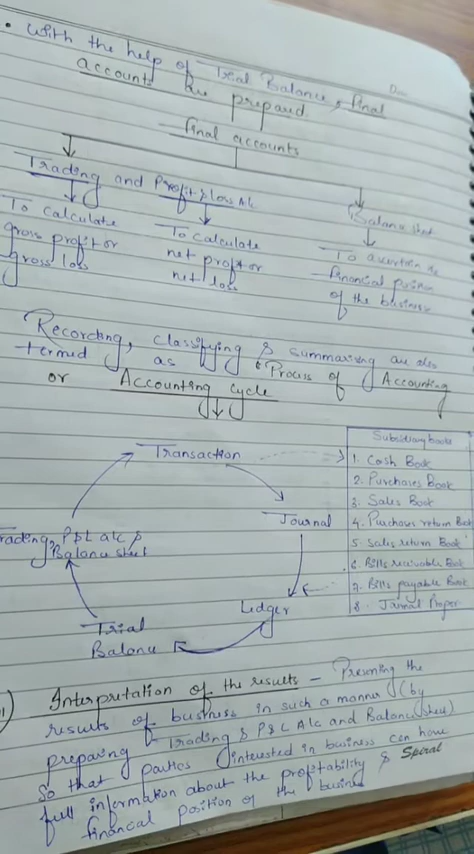 • With the help of Trial Balance, final
accounts are prepared.
Final accounts
Trading and Profit & loss A/c
Balance sheet
To calculate
gross profit or
gross loss
To calculate
net profit or
net loss
To ascertain the
financial position
of the business
Recording, classifying & summarising are also
termed as "Process of Accounting
or Accounting cycle
Transaction
Journal
Ledger
Trial
Balance
Trading, P&L a/c &
Balance sheet
Subsidiary books
1. Cash Book
2. Purchases Book
3. Sales Book
4. Purchases return Book
5. Sales return Book
6. Bills receivable Book
7. Bills payable Book
8. Journal Proper
Interpretation of the results – Presenting the
results of business in such a manner (by
preparing Trading & P&L A/c and Balance sheet)
So that parties interested in business can have
full information about the profitability &
financial position of the business
Spiral